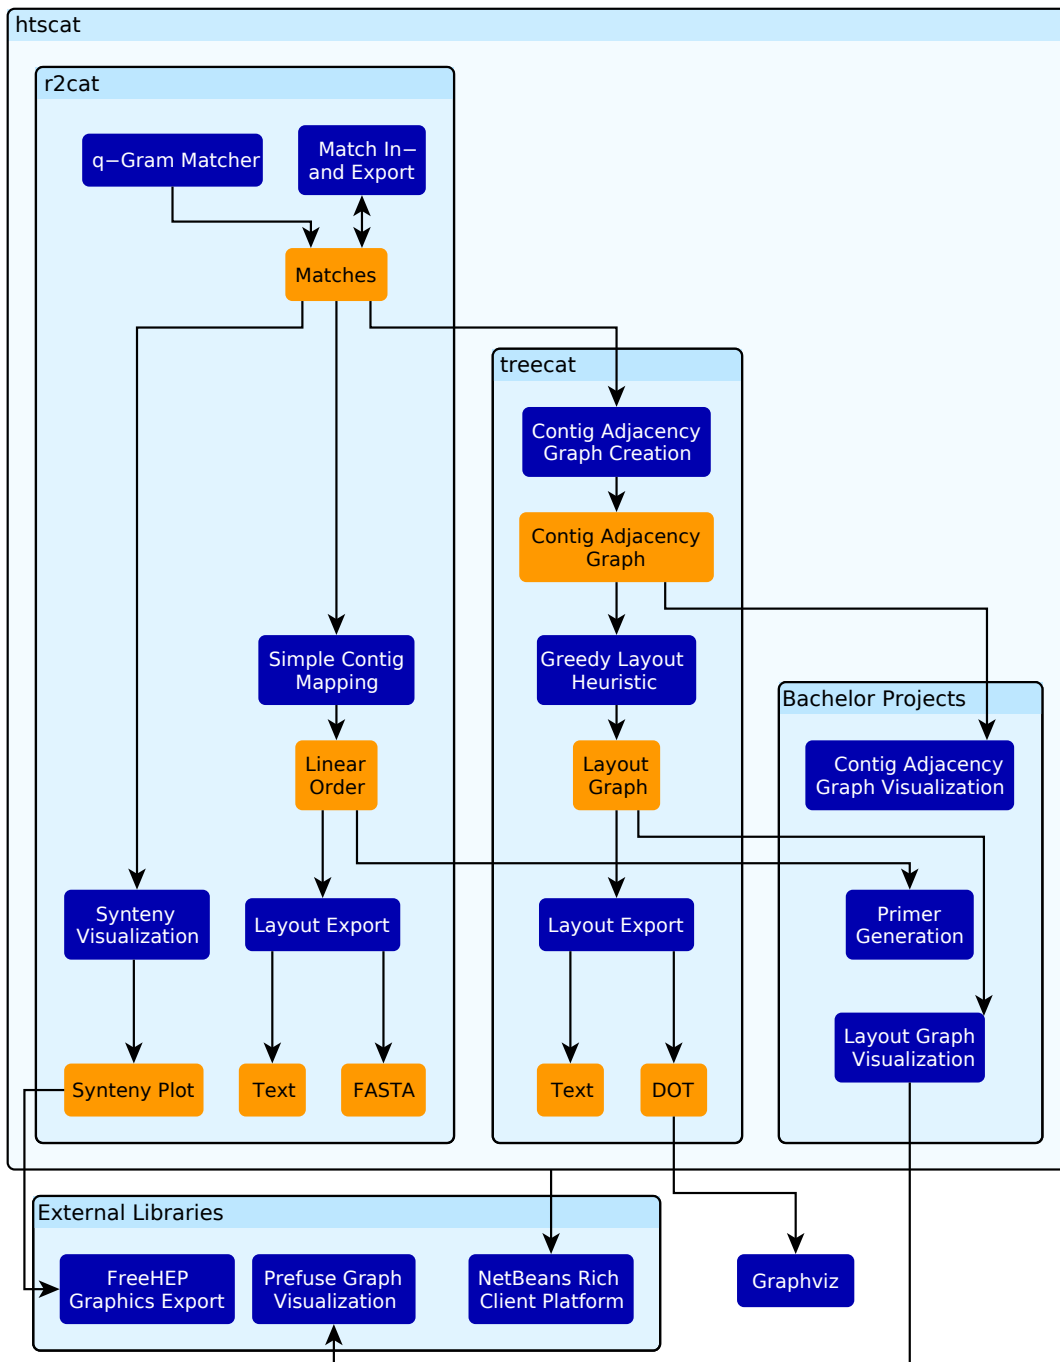 htscat
r2cat
q−Gram Matcher
Match In−
and Export
Matches
treecat
Contig Adjacency
Graph Creation
Contig Adjacency
Graph
Simple Contig
Mapping
Greedy Layout
Heuristic
Bachelor Projects
Linear
Order
Layout
Graph
Contig Adjacency
Graph Visualization
Synteny
Visualization
Layout Export
Layout Export
Primer
Generation
Layout Graph
Visualization
Synteny Plot
Text
FASTA
Text
DOT
External Libraries
FreeHEP
Graphics Export
Prefuse Graph
Visualization
NetBeans Rich
Client Platform
Graphviz